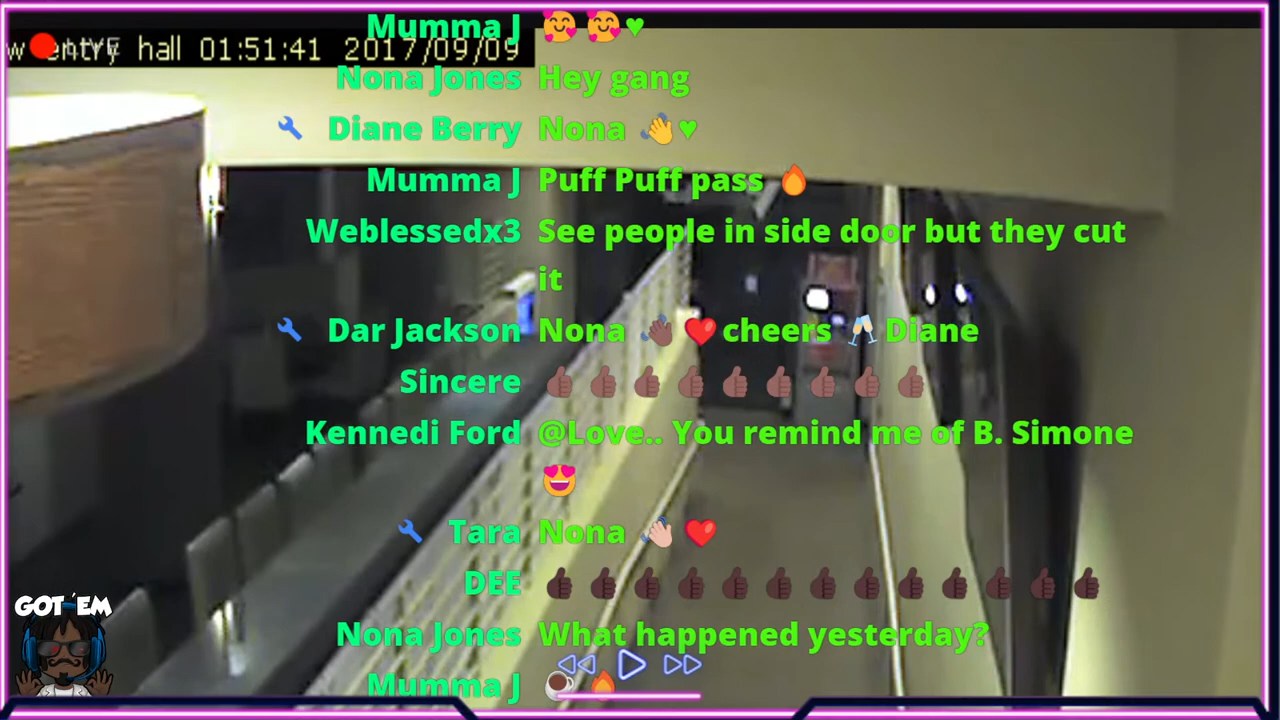 Mumma J 🥰 🥰 ♥
w entry hall 01:51:41 2017/09/09
LIVE
Nona Jones Hey gang
Diane Berry Nona 👋 ♥
Mumma J Puff Puff pass 🔥
Weblessedx3 See people in side door but they cut
it
Dar Jackson Nona 👋🏾 ❤️ cheers 🥂 Diane
Sincere 👍🏾 👍🏾 👍🏾 👍🏾 👍🏾 👍🏾 👍🏾 👍🏾 👍🏾
Kennedi Ford @Love.. You remind me of B. Simone
😍
Tara Nona 👋🏻 ❤️
DEE 👍🏿 👍🏿 👍🏿 👍🏿 👍🏿 👍🏿 👍🏿 👍🏿 👍🏿 👍🏿 👍🏿 👍🏿 👍🏿
GOT 'EM
Nona Jones What happened yesterday?
Mumma J ☕ 🔥